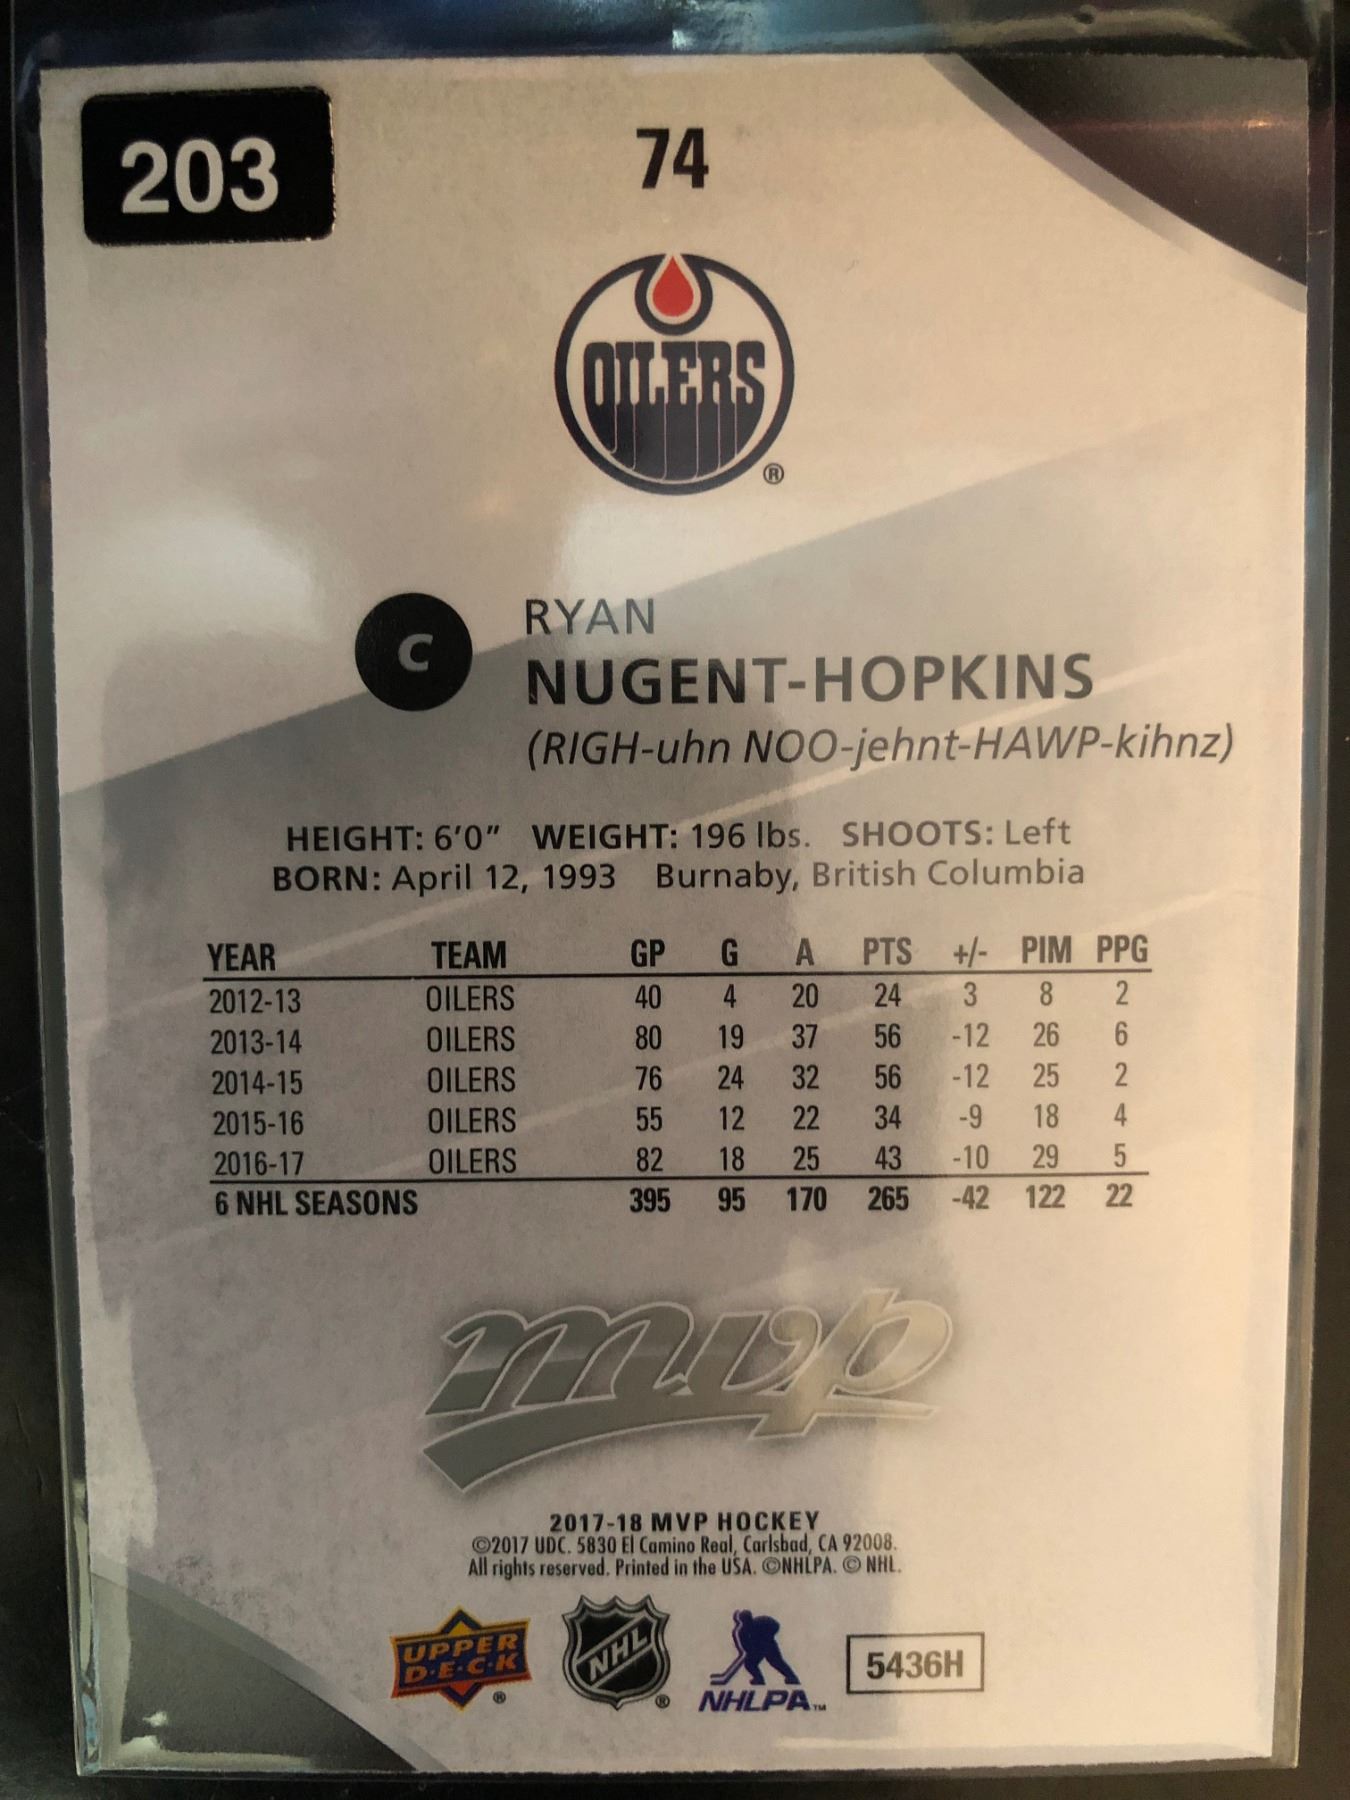 203
74
OILERS
®
C
RYAN
NUGENT-HOPKINS
(RIGH-uhn NOO-jehnt-HAWP-kihnz)
HEIGHT: 6'0" WEIGHT: 196 lbs. SHOOTS: Left
BORN: April 12, 1993 Burnaby, British Columbia
YEAR TEAM GP G A PTS +/- PIM PPG
2012-13 OILERS 40 4 20 24 3 8 2
2013-14 OILERS 80 19 37 56 -12 26 6
2014-15 OILERS 76 24 32 56 -12 25 2
2015-16 OILERS 55 12 22 34 -9 18 4
2016-17 OILERS 82 18 25 43 -10 29 5
6 NHL SEASONS 395 95 170 265 -42 122 22
mvp
2017-18 MVP HOCKEY
©2017 UDC. 5830 El Camino Real, Carlsbad, CA 92008.
All rights reserved. Printed in the USA. ©NHLPA. © NHL.
UPPER
D·E·C·K
®
NHL
®
NHLPA™
5436H